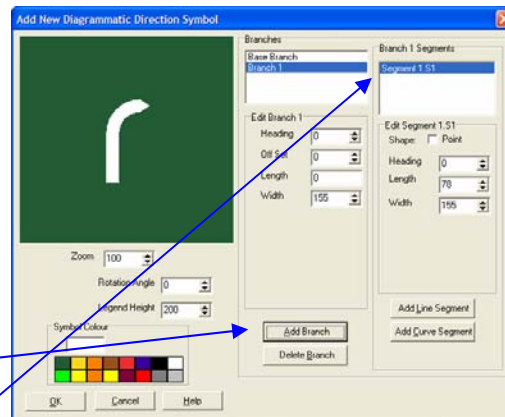 Add New Diagrammatic Direction Symbol
Branches
Base Branch
Branch 1
Branch 1 Segments
Segment 1.S1
Edit Branch 1
Heading 0
Off Set 0
Length 0
Width 155
Edit Segment 1.S1
Shape: Point
Heading 0
Length 78
Width 155
Zoom 100
Rotation Angle 0
Legend Height 200
Symbol Colour
Add Branch
Delete Branch
Add Line Segment
Add Curve Segment
OK Cancel Help